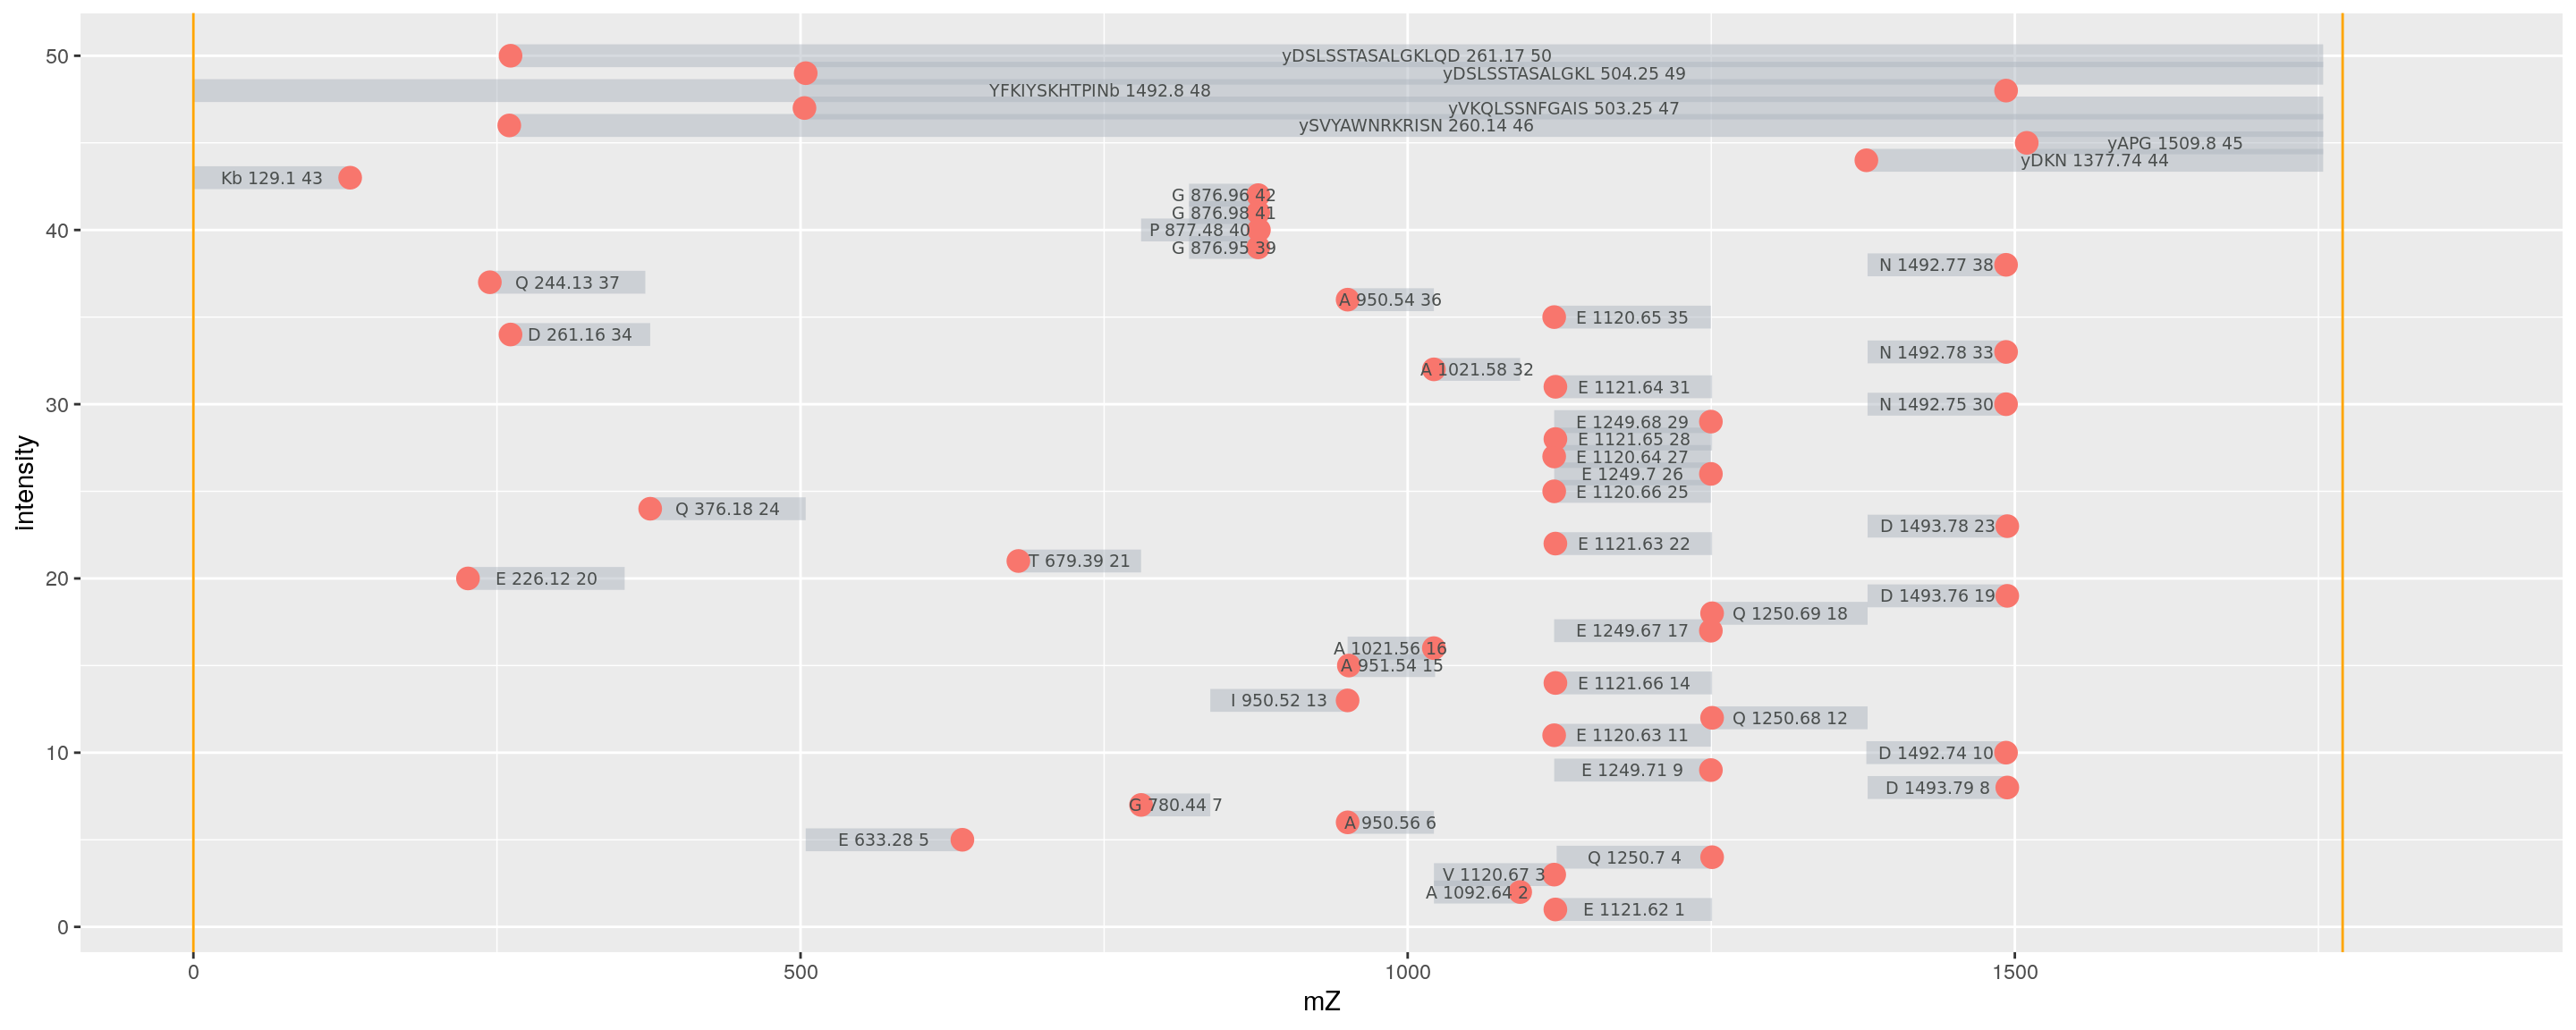 50
40
30
20
10
0
intensity
yDSLSSTASALGKLQD 261.17 50
yDSLSSTASALGKL 504.25 49
YFKIYSKHTPINb 1492.8 48
yVKQLSSNFGAIS 503.25 47
ySVYAWNRKRISN 260.14 46
yAPG 1509.8 45
yDKN 1377.74 44
Kb 129.1 43
G 876.96 42
G 876.98 41
P 877.48 40
G 876.95 39
N 1492.77 38
Q 244.13 37
A 950.54 36
E 1120.65 35
D 261.16 34
N 1492.78 33
A 1021.58 32
E 1121.64 31
N 1492.75 30
E 1249.68 29
E 1121.65 28
E 1120.64 27
E 1249.7 26
E 1120.66 25
Q 376.18 24
D 1493.78 23
E 1121.63 22
T 679.39 21
E 226.12 20
D 1493.76 19
Q 1250.69 18
E 1249.67 17
A 1021.56 16
A 951.54 15
E 1121.66 14
I 950.52 13
Q 1250.68 12
E 1120.63 11
D 1492.74 10
E 1249.71 9
D 1493.79 8
G 780.44 7
A 950.56 6
E 633.28 5
Q 1250.7 4
V 1120.67 3
A 1092.64 2
E 1121.62 1
0 500 1000 1500
mZ